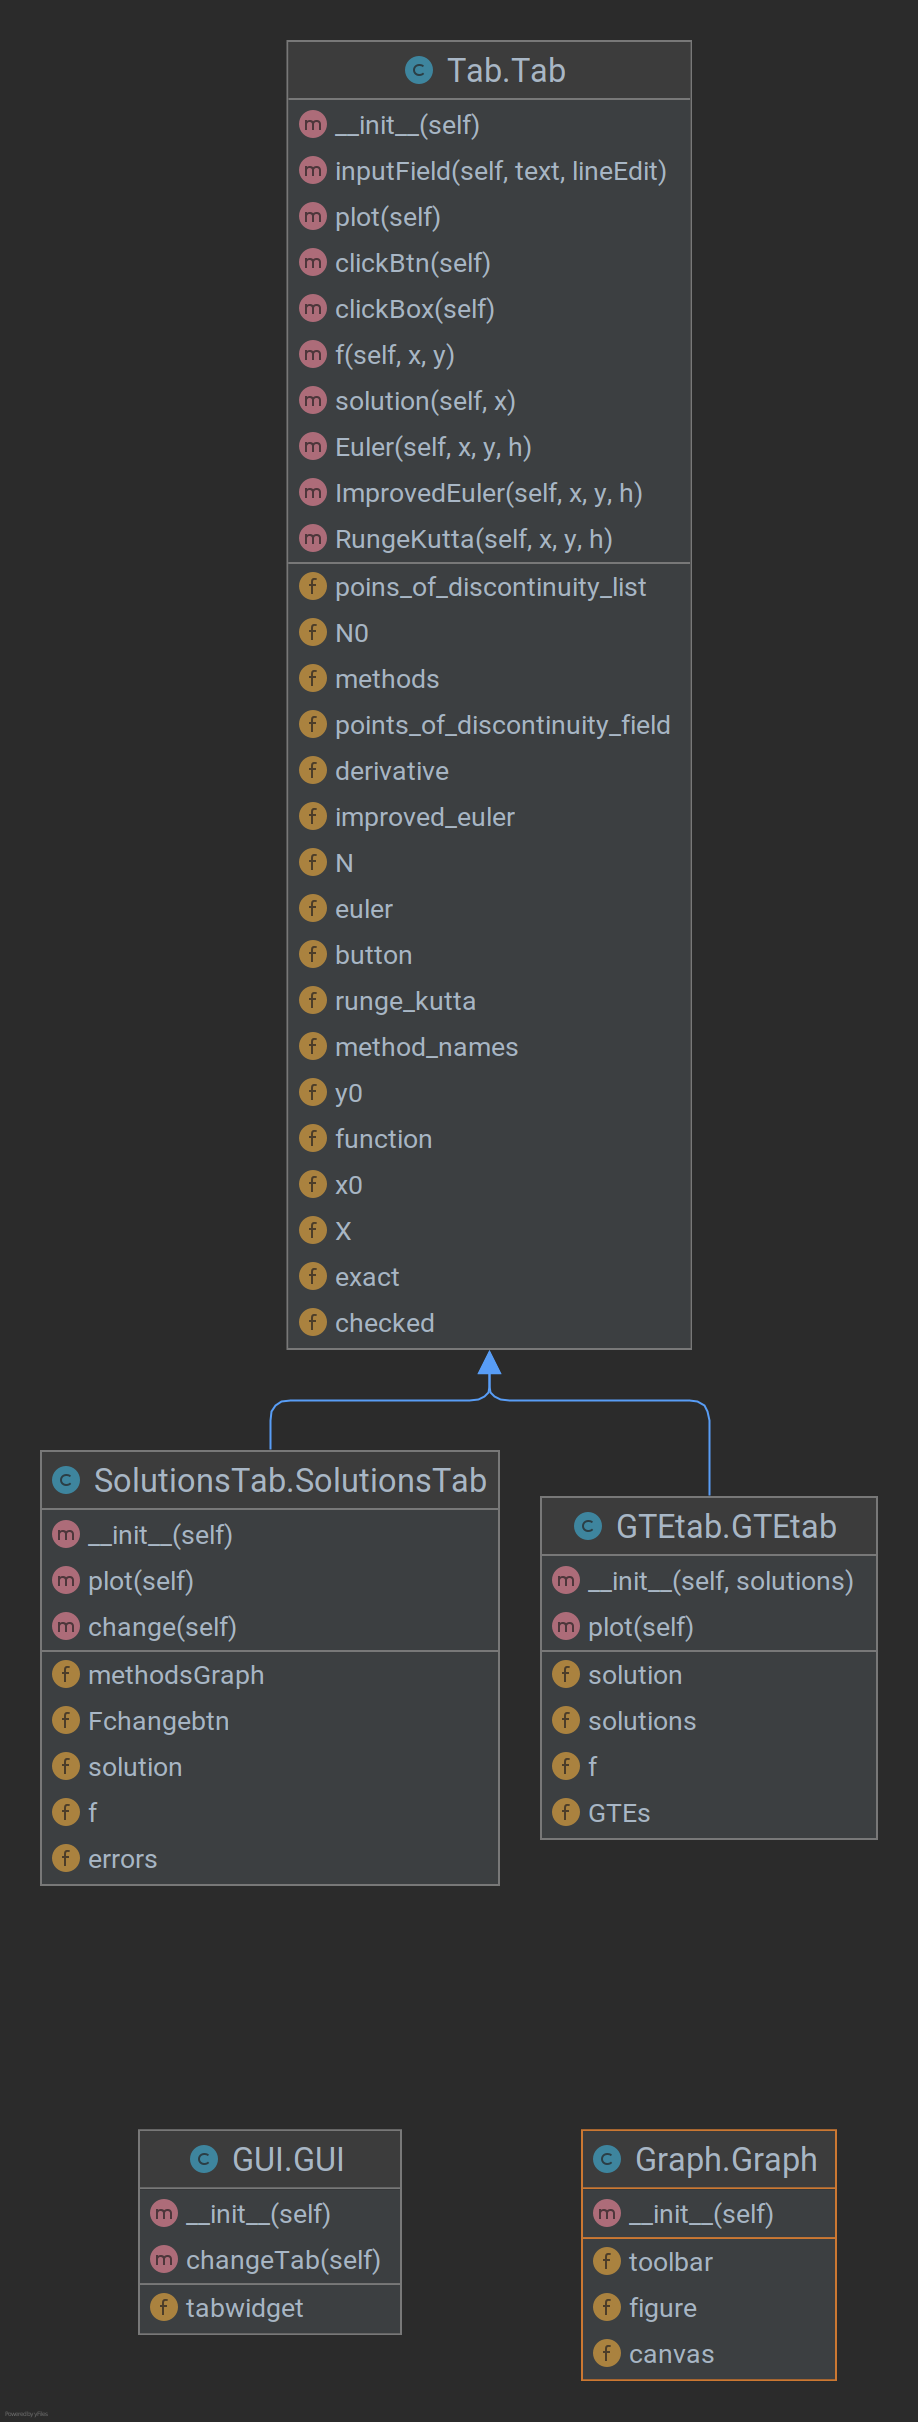 Tab.Tab
__init__(self)
inputField(self, text, lineEdit)
plot(self)
clickBtn(self)
clickBox(self)
f(self, x, y)
solution(self, x)
Euler(self, x, y, h)
ImprovedEuler(self, x, y, h)
RungeKutta(self, x, y, h)
poins_of_discontinuity_list
N0
methods
points_of_discontinuity_field
derivative
improved_euler
N
euler
button
runge_kutta
method_names
y0
function
x0
X
exact
checked
SolutionsTab.SolutionsTab
__init__(self)
plot(self)
change(self)
methodsGraph
Fchangebtn
solution
f
errors
GTEtab.GTEtab
__init__(self, solutions)
plot(self)
solution
solutions
f
GTEs
GUI.GUI
__init__(self)
changeTab(self)
tabwidget
Graph.Graph
__init__(self)
toolbar
figure
canvas
Powered by yFiles